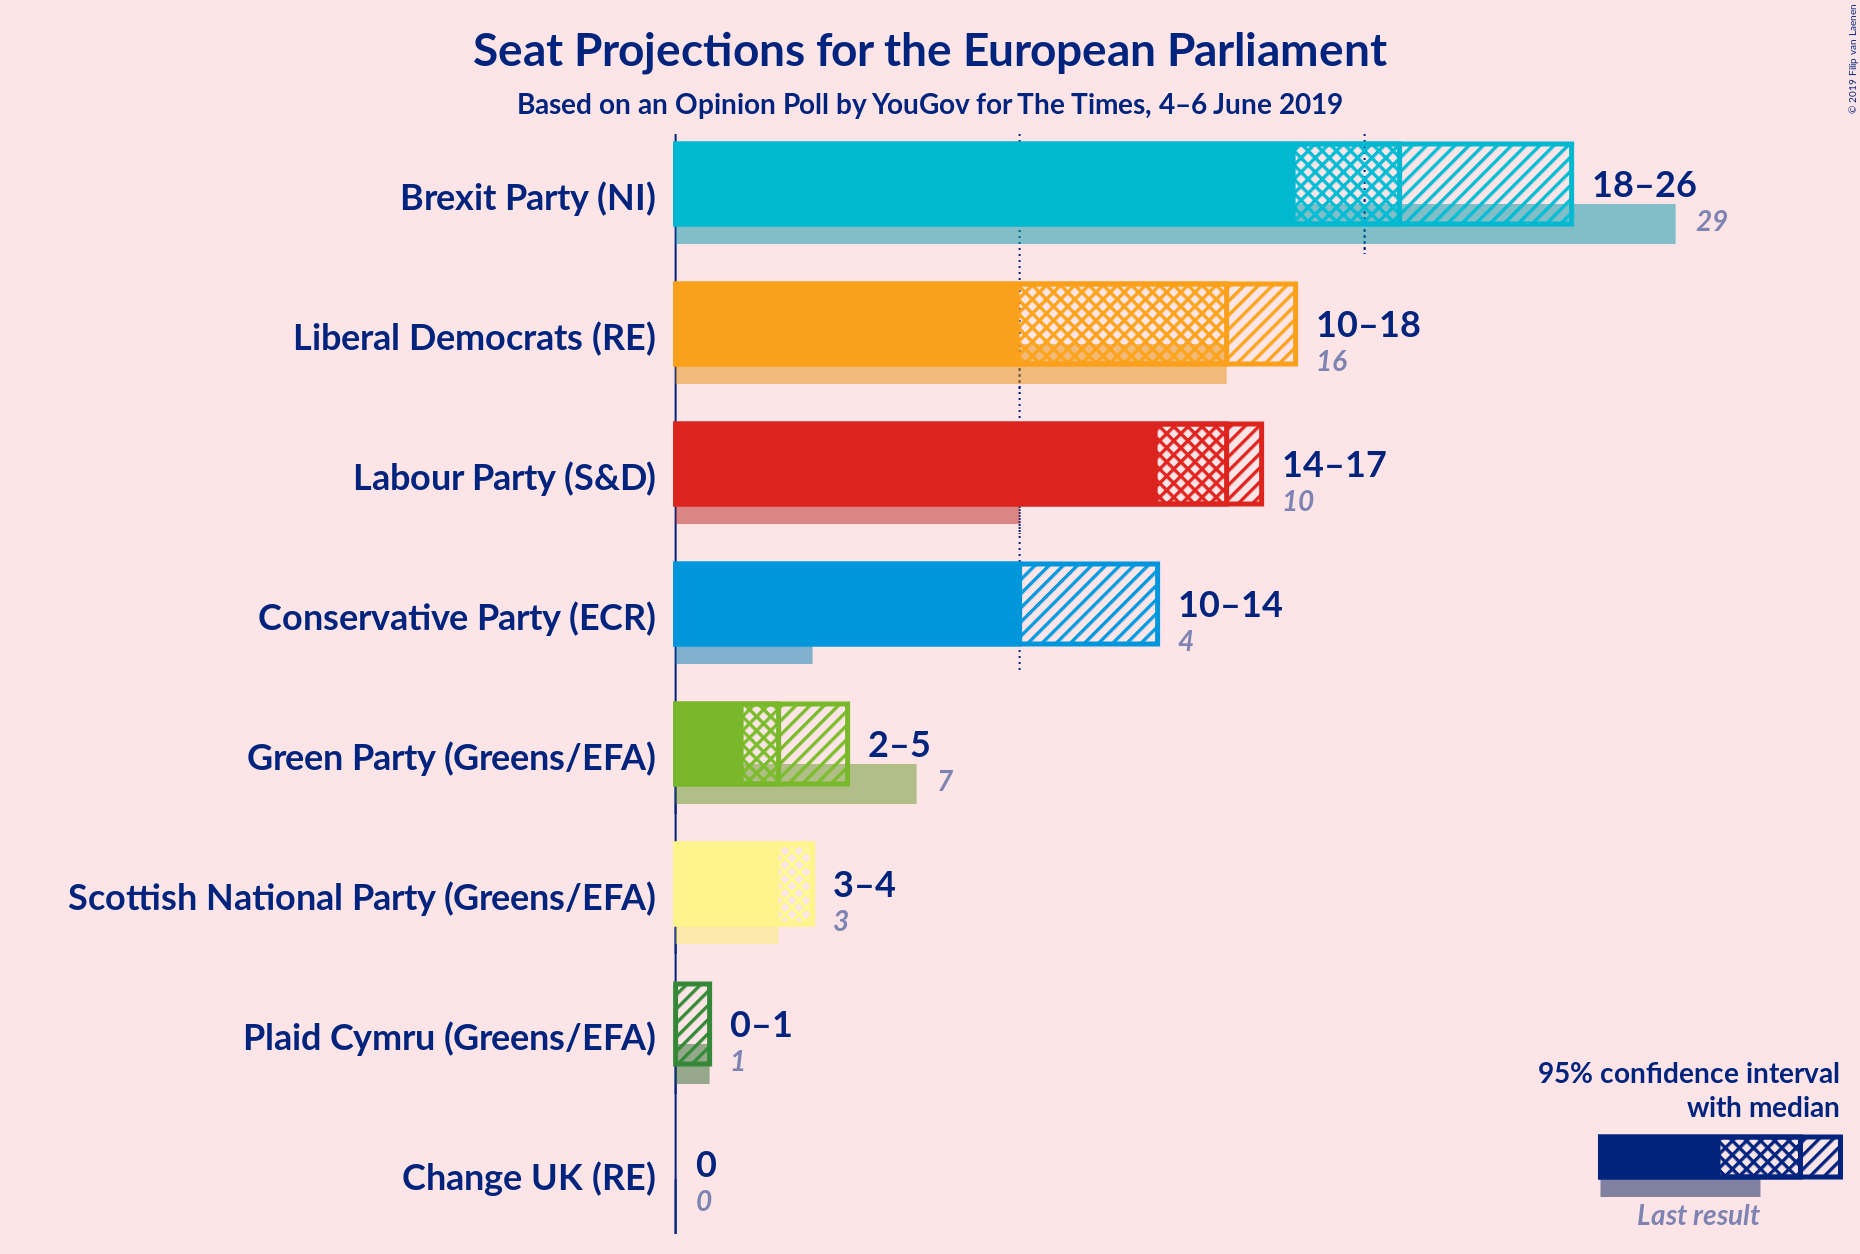 Seat Projections for the European Parliament
Based on an Opinion Poll by YouGov for The Times, 4–6 June 2019
© 2019 Filip van Laenen
Brexit Party (NI)
18–26
29
Liberal Democrats (RE)
10–18
16
Labour Party (S&D)
14–17
10
Conservative Party (ECR)
10–14
4
Green Party (Greens/EFA)
2–5
7
Scottish National Party (Greens/EFA)
3–4
3
Plaid Cymru (Greens/EFA)
0–1
1
Change UK (RE)
0
0
95% confidence interval
with median
Last result